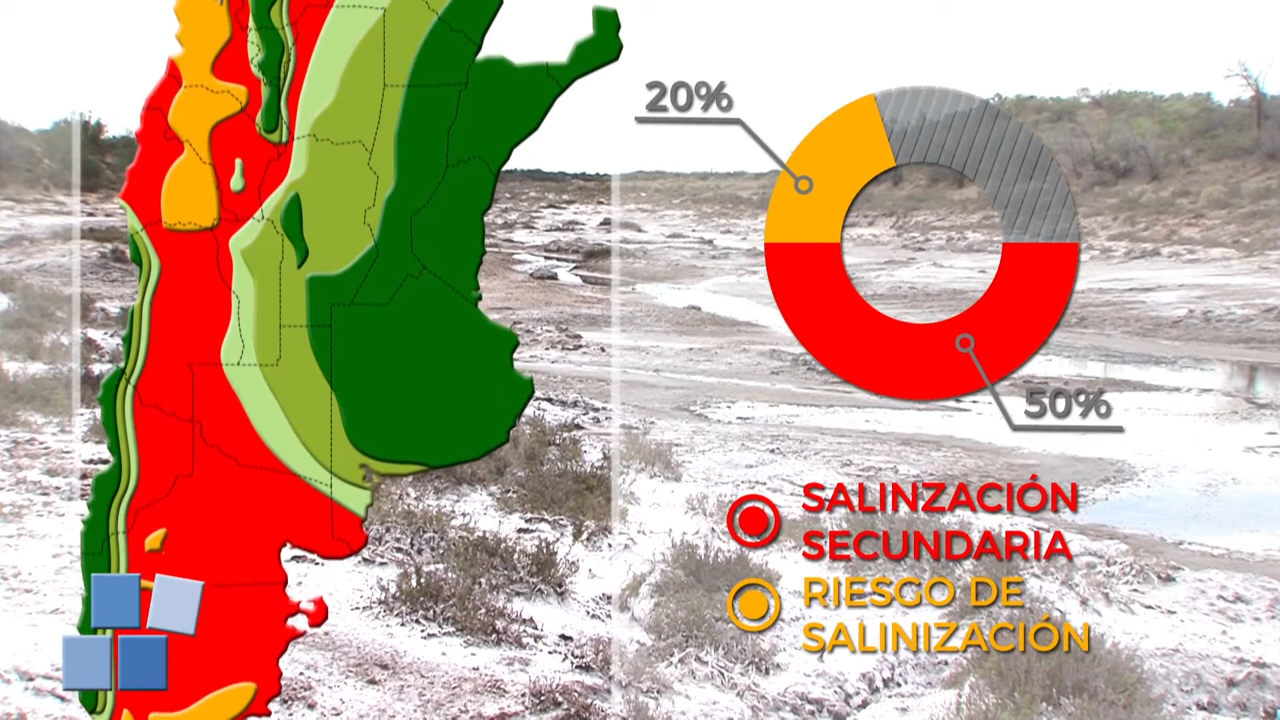 20%
50%
SALINZACIÓN
SECUNDARIA
RIESGO DE
SALINIZACIÓN